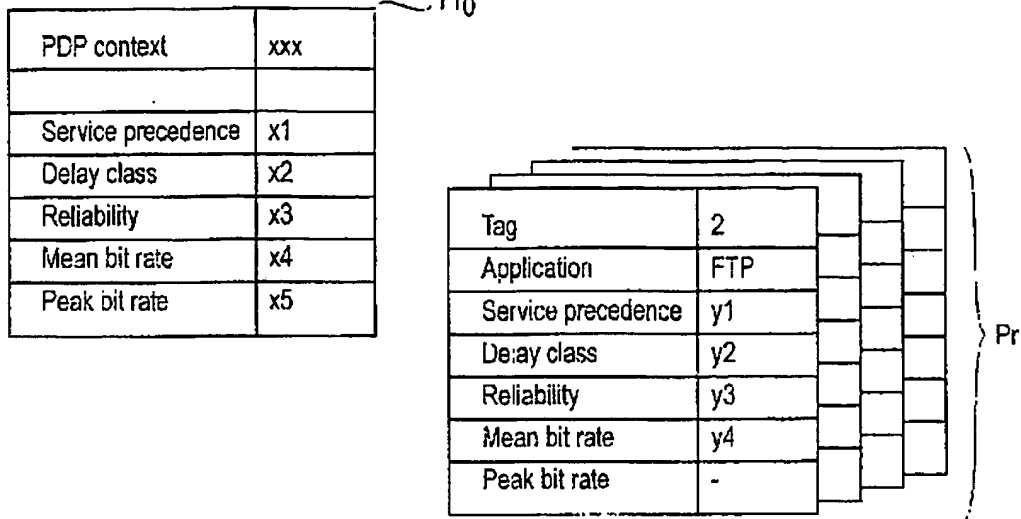 Pr0
PDP context xxx
Service precedence x1
Delay class x2
Reliability x3
Mean bit rate x4
Peak bit rate x5
Tag 2
Application FTP
Service precedence y1
Delay class y2
Reliability y3
Mean bit rate y4
Peak bit rate -
Pr